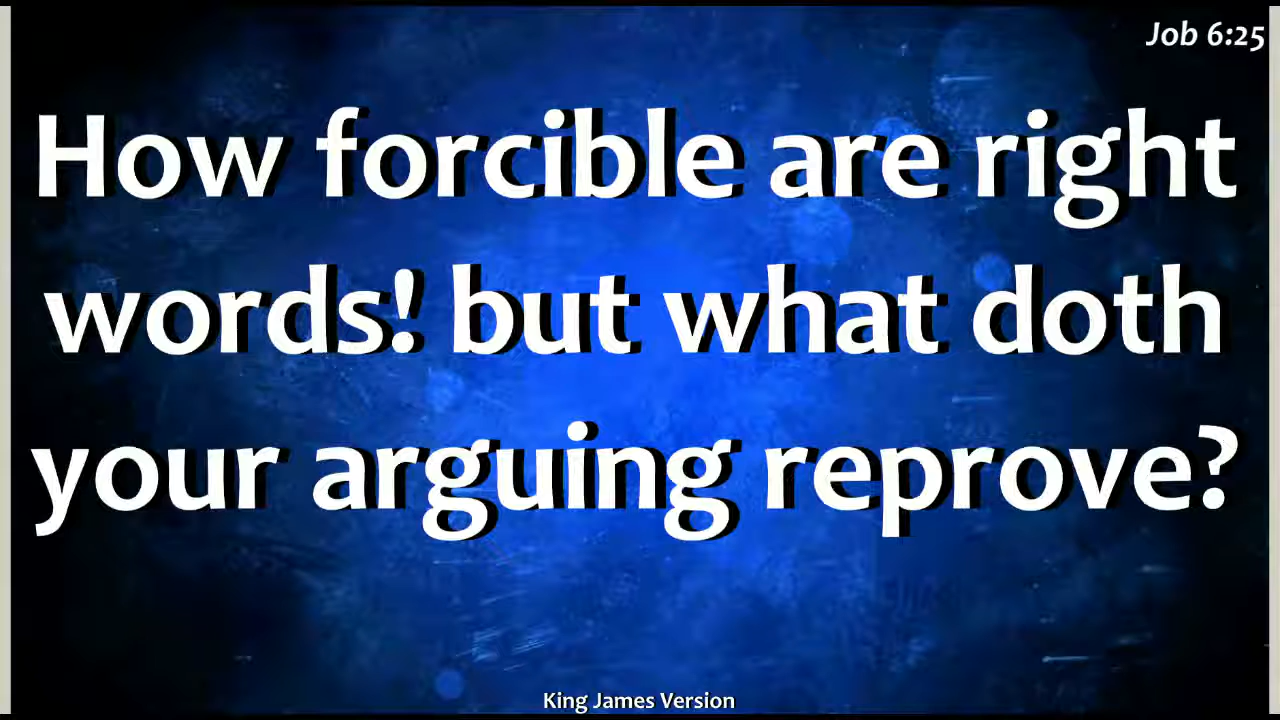 Job 6:25
How forcible are right
words! but what doth
your arguing reprove?
King James Version